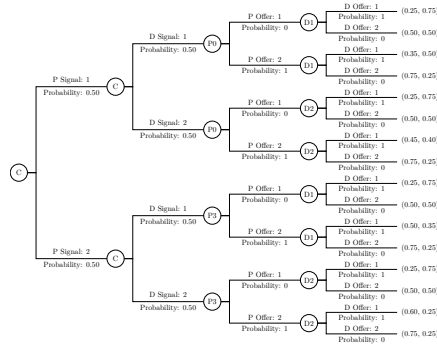 C
P Signal: 1
Probability: 0.50
C
D Signal: 1
Probability: 0.50
P0
P Offer: 1
Probability: 0
D1
D Offer: 1
Probability: 1
(0.25, 0.75)
D Offer: 2
Probability: 0
(0.50, 0.50)
P Offer: 2
Probability: 1
D1
D Offer: 1
Probability: 1
(0.35, 0.50)
D Offer: 2
Probability: 0
(0.75, 0.25)
D Signal: 2
Probability: 0.50
P0
P Offer: 1
Probability: 0
D2
D Offer: 1
Probability: 1
(0.25, 0.75)
D Offer: 2
Probability: 0
(0.50, 0.50)
P Offer: 2
Probability: 1
D2
D Offer: 1
Probability: 1
(0.45, 0.40)
D Offer: 2
Probability: 0
(0.75, 0.25)
P Signal: 2
Probability: 0.50
C
D Signal: 1
Probability: 0.50
P3
P Offer: 1
Probability: 0
D1
D Offer: 1
Probability: 1
(0.25, 0.75)
D Offer: 2
Probability: 0
(0.50, 0.50)
P Offer: 2
Probability: 1
D1
D Offer: 1
Probability: 1
(0.50, 0.35)
D Offer: 2
Probability: 0
(0.75, 0.25)
D Signal: 2
Probability: 0.50
P3
P Offer: 1
Probability: 0
D2
D Offer: 1
Probability: 1
(0.25, 0.75)
D Offer: 2
Probability: 0
(0.50, 0.50)
P Offer: 2
Probability: 1
D2
D Offer: 1
Probability: 1
(0.60, 0.25)
D Offer: 2
Probability: 0
(0.75, 0.25)